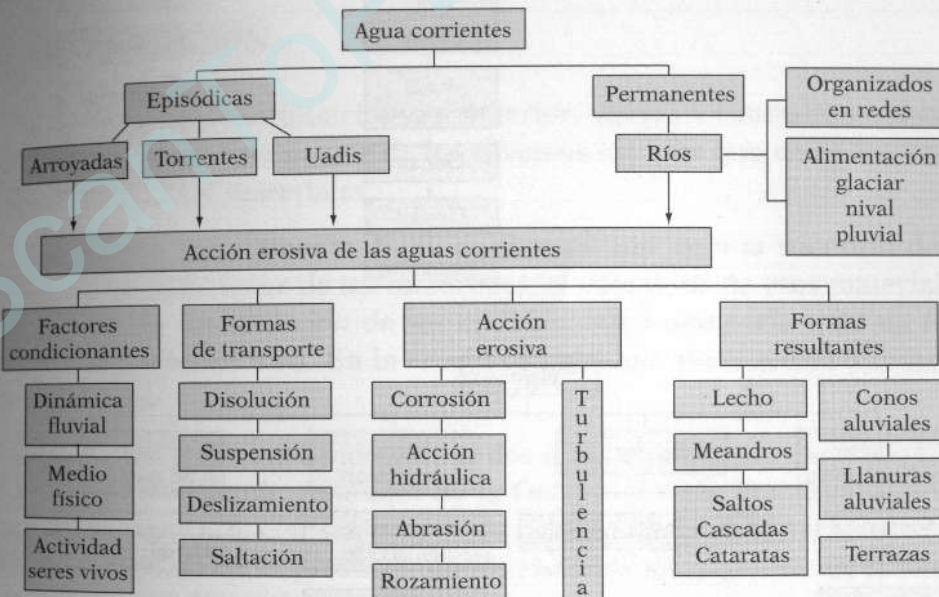 Agua corrientes
Episódicas
Permanentes
Organizados
en redes
Arroyadas
Torrentes
Uadis
Ríos
Alimentación
glaciar
nival
pluvial
Acción erosiva de las aguas corrientes
Factores
condicionantes
Formas
de transporte
Acción
erosiva
Formas
resultantes
Dinámica
fluvial
Medio
físico
Actividad
seres vivos
Disolución
Suspensión
Deslizamiento
Saltación
Corrosión
Acción
hidráulica
Abrasión
Rozamiento
Turbulencia
Lecho
Meandros
Saltos
Cascadas
Cataratas
Conos
aluviales
Llanuras
aluviales
Terrazas